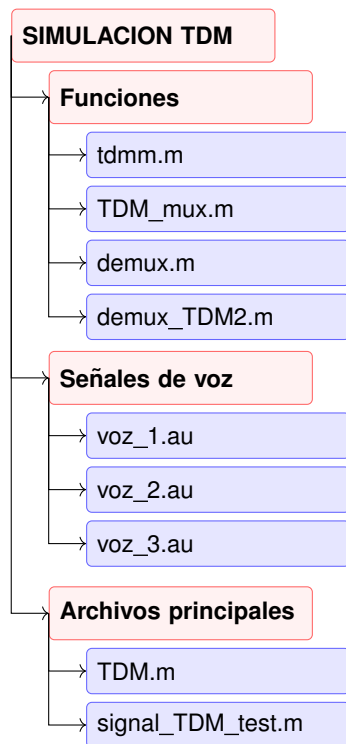 SIMULACION TDM
Funciones
tdmm.m
TDM_mux.m
demux.m
demux_TDM2.m
Señales de voz
voz_1.au
voz_2.au
voz_3.au
Archivos principales
TDM.m
signal_TDM_test.m